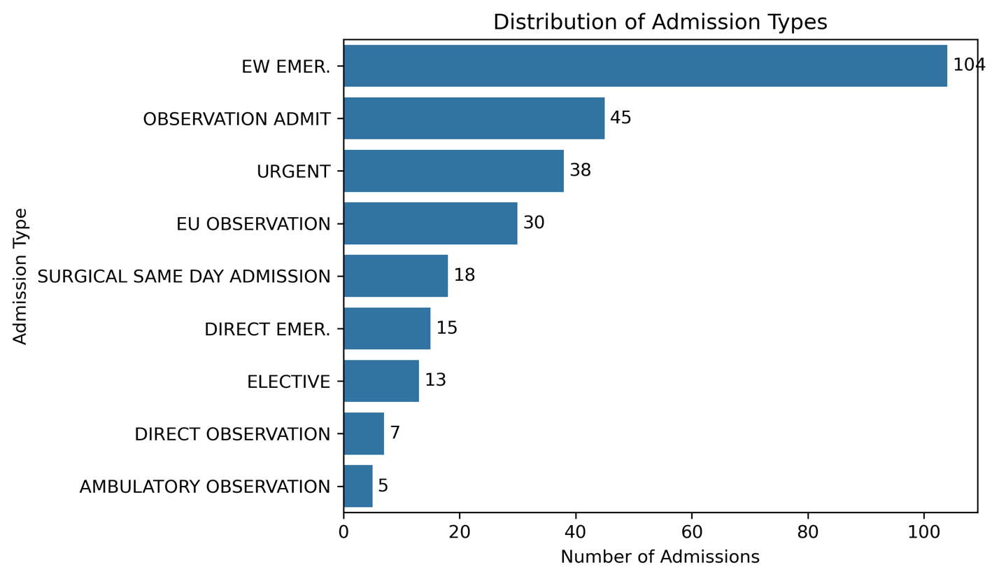 Distribution of Admission Types
EW EMER. 104
OBSERVATION ADMIT 45
URGENT 38
EU OBSERVATION 30
SURGICAL SAME DAY ADMISSION 18
DIRECT EMER. 15
ELECTIVE 13
DIRECT OBSERVATION 7
AMBULATORY OBSERVATION 5
Admission Type
0 20 40 60 80 100
Number of Admissions